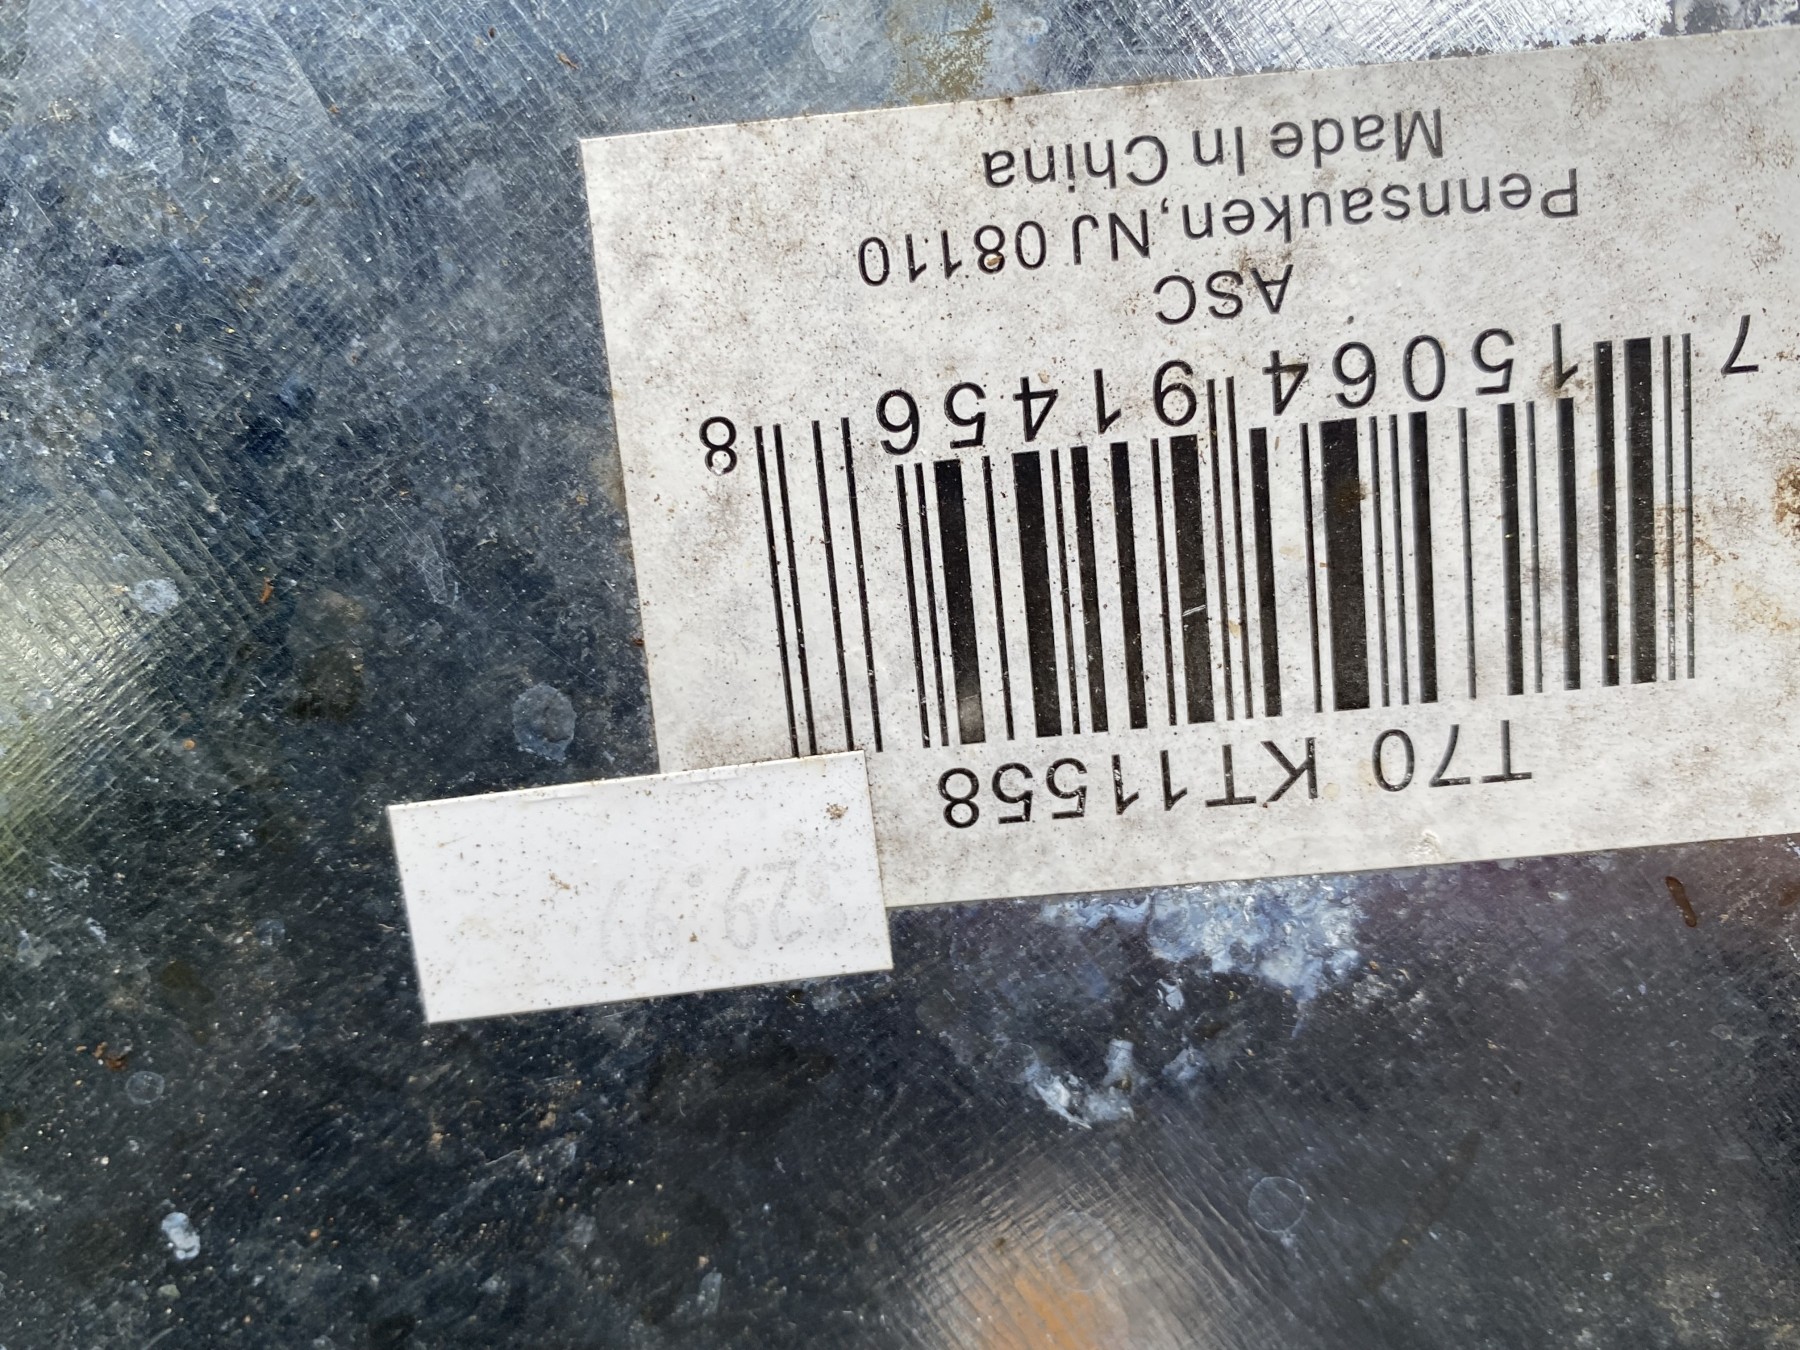 T70 KT11558
7 15064 91456 8
ASC
Pennsauken, NJ 08110
Made In China
$29.99